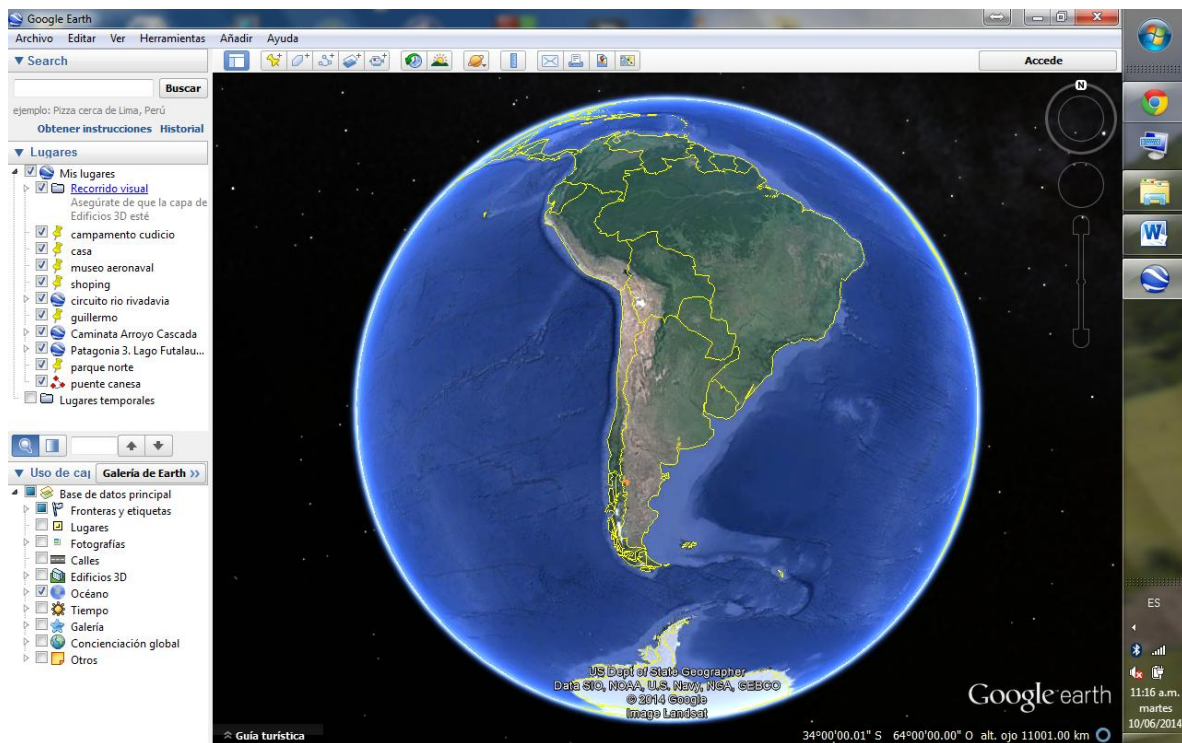 Google Earth
Archivo Editar Ver Herramientas Añadir Ayuda
Search
Buscar
ejemplo: Pizza cerca de Lima, Perú
Obtener instrucciones Historial
Lugares
Mis lugares
Recorrido visual
Asegúrate de que la capa de
Edificios 3D esté
campamento cudicio
casa
museo aeronaval
shoping
circuito rio rivadavia
guillermo
Caminata Arroyo Cascada
Patagonia 3. Lago Futalau...
parque norte
puente canesa
Lugares temporales
Uso de caj Galería de Earth >>
Base de datos principal
Fronteras y etiquetas
Lugares
Fotografías
Calles
Edificios 3D
Océano
Tiempo
Galería
Concienciación global
Otros
Accede
N
US Dept of State Geographer
Data SIO, NOAA, U.S. Navy, NGA, GEBCO
© 2014 Google
Image Landsat
Google earth
Guía turística
34°00'00.01" S 64°00'00.00" O alt. ojo 11001.00 km
W
ES
11:16 a.m.
martes
10/06/2014